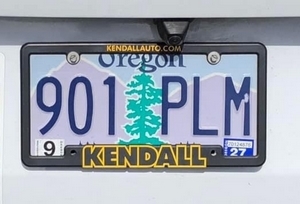 KENDALLAUTO.COM
Oregon
901 PLM
9 27
KENDALL